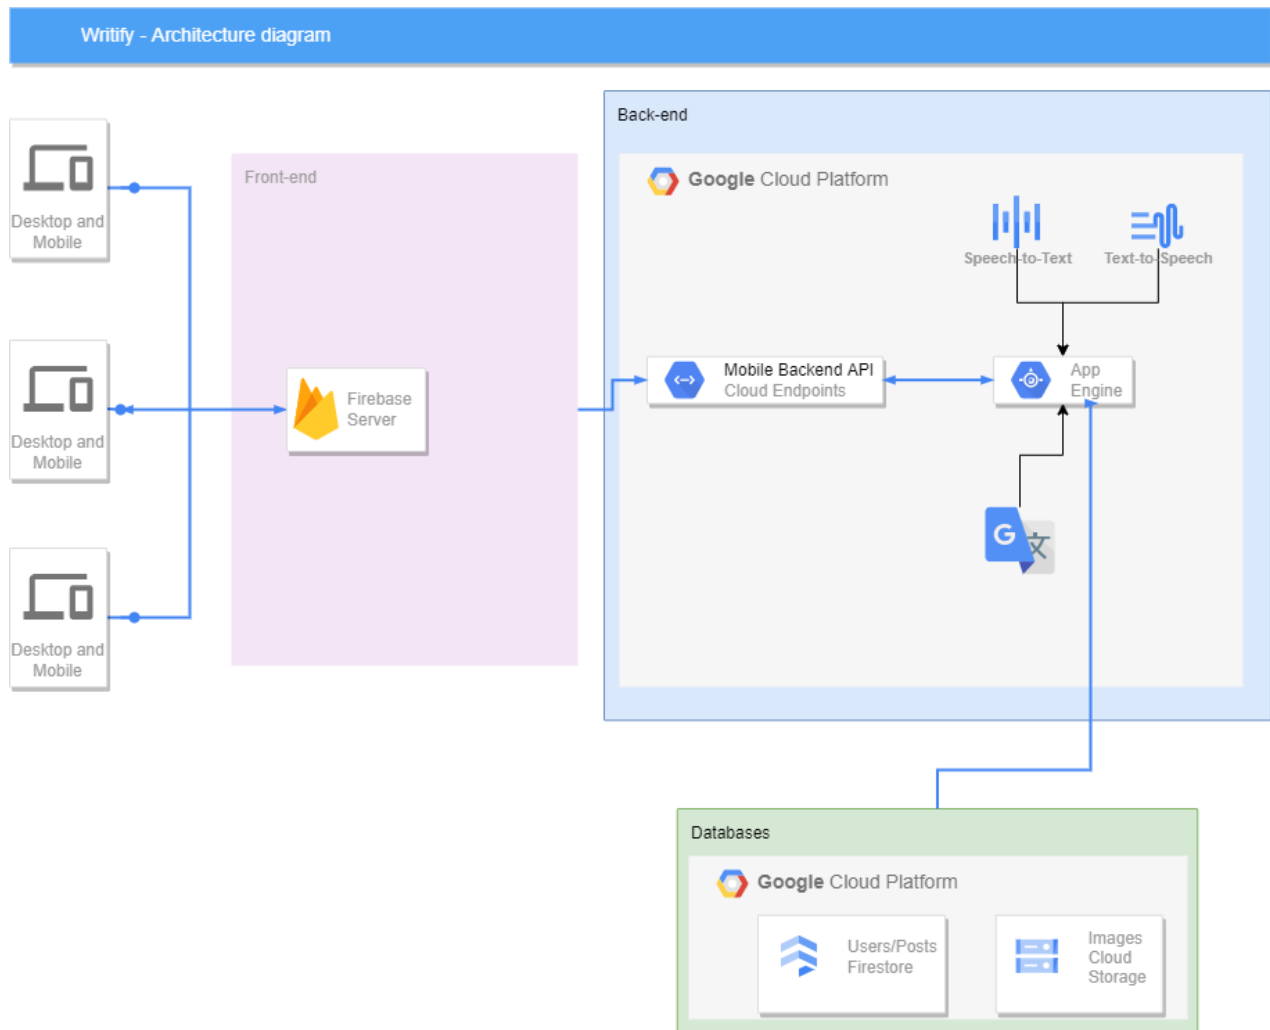 Writify - Architecture diagram
Back-end
Front-end
Google Cloud Platform
Desktop and
Mobile
Speech-to-Text
Text-to-Speech
Mobile Backend API
Cloud Endpoints
App
Engine
Firebase
Server
Desktop and
Mobile
G
文
Desktop and
Mobile
Databases
Google Cloud Platform
Users/Posts
Firestore
Images
Cloud
Storage